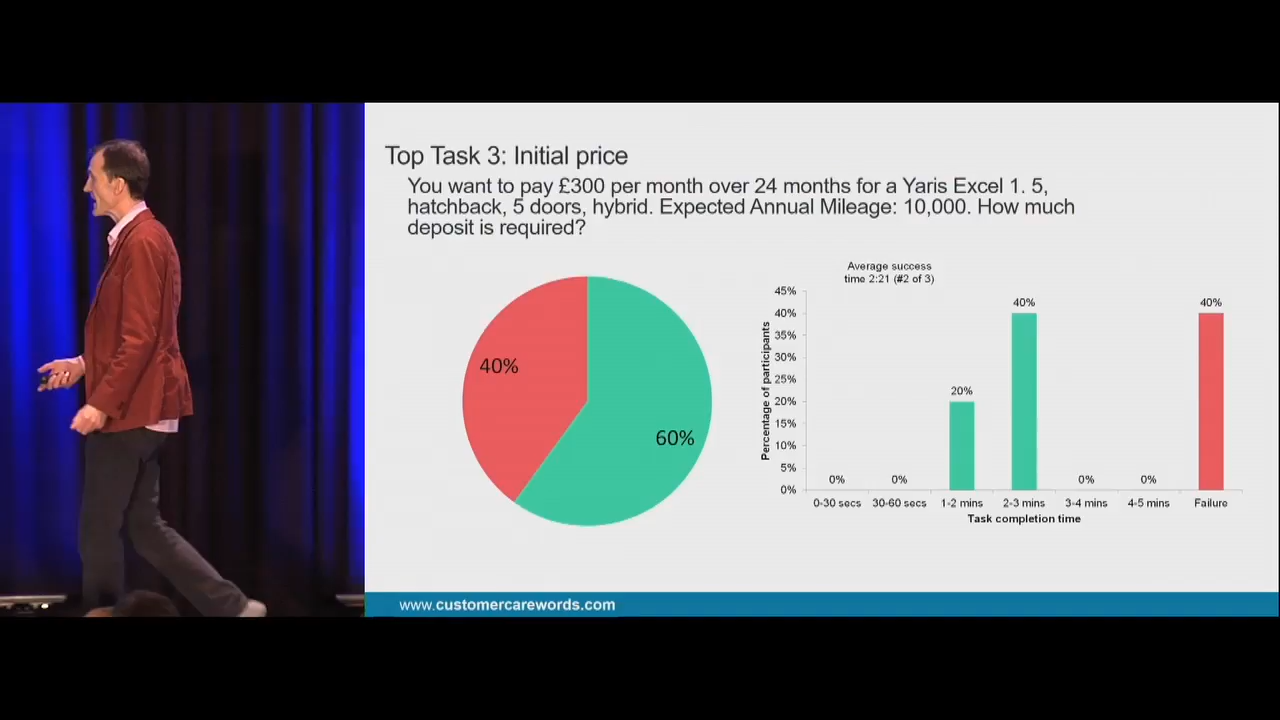 Top Task 3: Initial price
You want to pay £300 per month over 24 months for a Yaris Excel 1. 5,
hatchback, 5 doors, hybrid. Expected Annual Mileage: 10,000. How much
deposit is required?
40%
60%
Average success
time 2:21 (#2 of 3)
Percentage of participants
45%
40%
35%
30%
25%
20%
15%
10%
5%
0%
0%
0%
20%
40%
0%
0%
40%
0-30 secs
30-60 secs
1-2 mins
2-3 mins
3-4 mins
4-5 mins
Failure
Task completion time
www.customercarewords.com